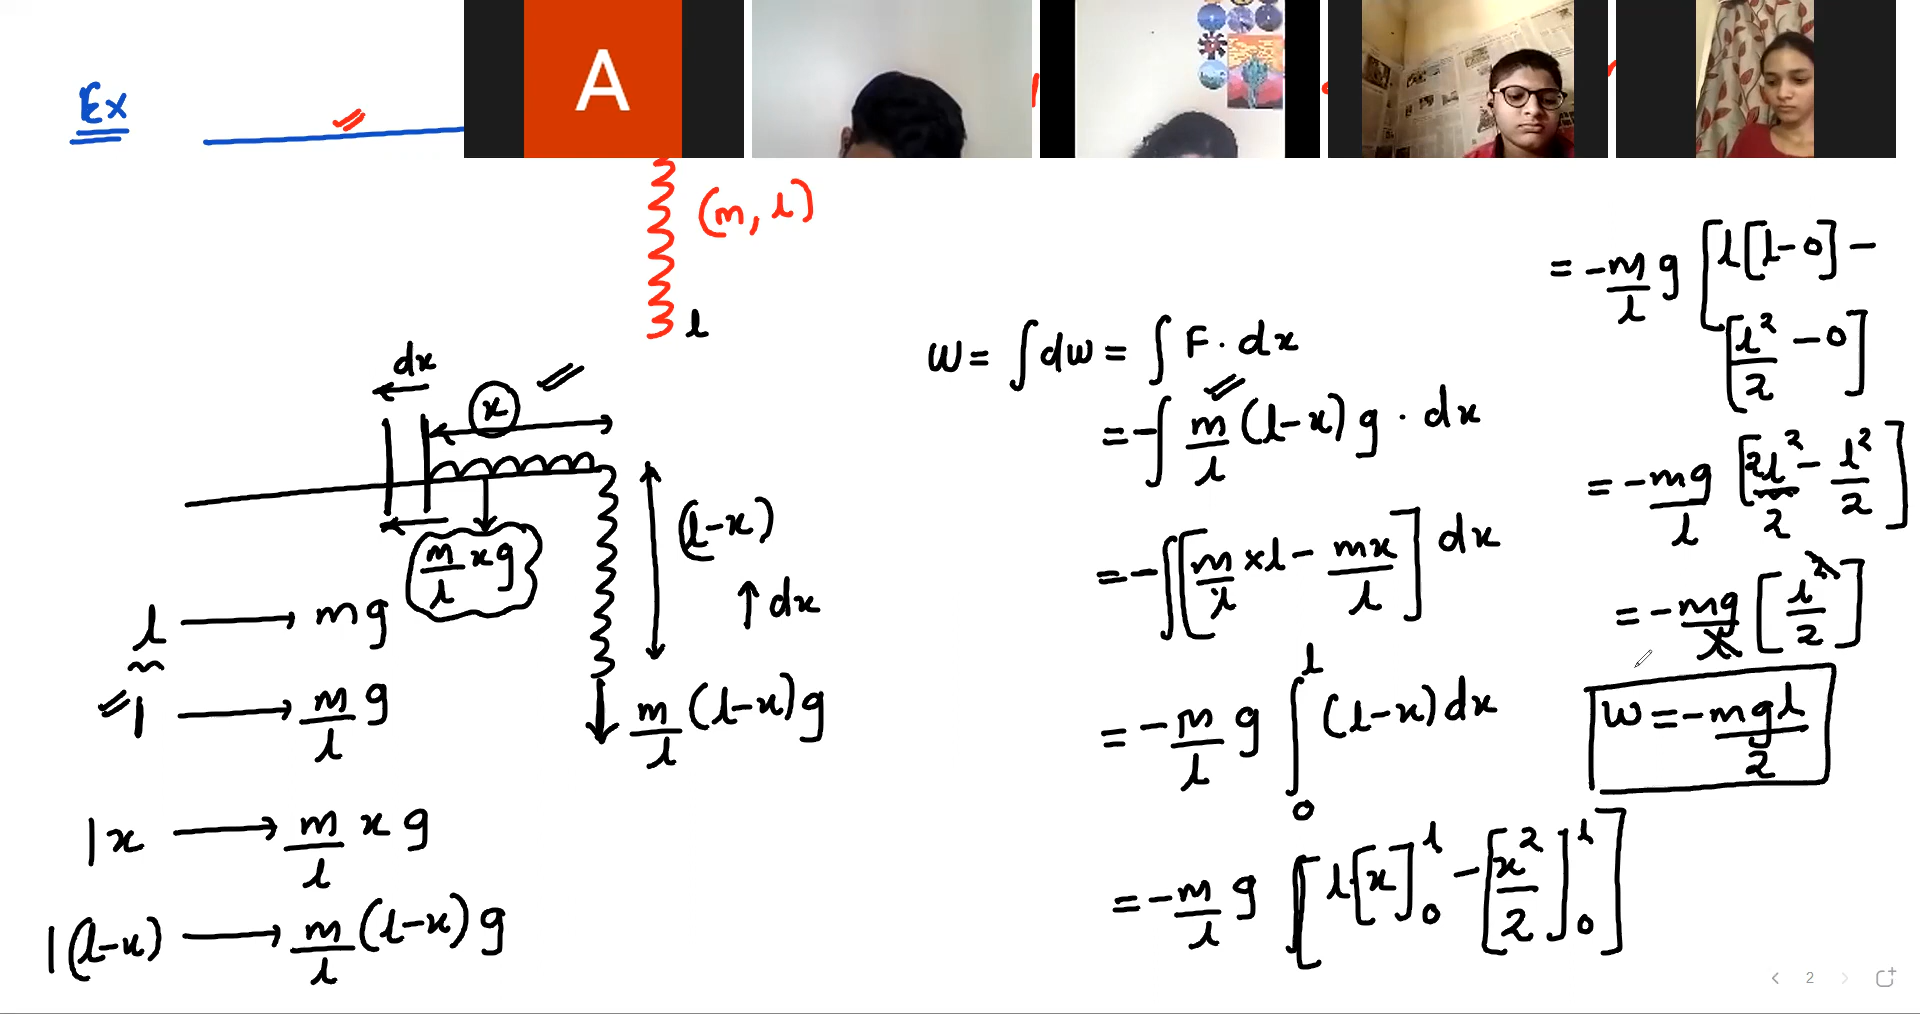 Ex
A
(m, l)
l
dx
x
(l-x)
m/l x g
↑ dx
l → mg
1 → m/l g
m/l (l-x) g
1x → m/l x g
1(l-x) → m/l (l-x) g
W = ∫dw = ∫ F · dx
= -∫ m/l (l-x) g · dx
= -∫ [m/l × l - mx/l] dx
= -m/l g ∫₀ˡ (l-x) dx
= -m/l g [l[x]₀ˡ - [x²/2]₀ˡ]
= -m/l g [l[l-0] -
[l²/2 - 0]
= -mg/l [2l²/2 - l²/2]
= -mg/l [l²/2]
W = -mgl/2
2